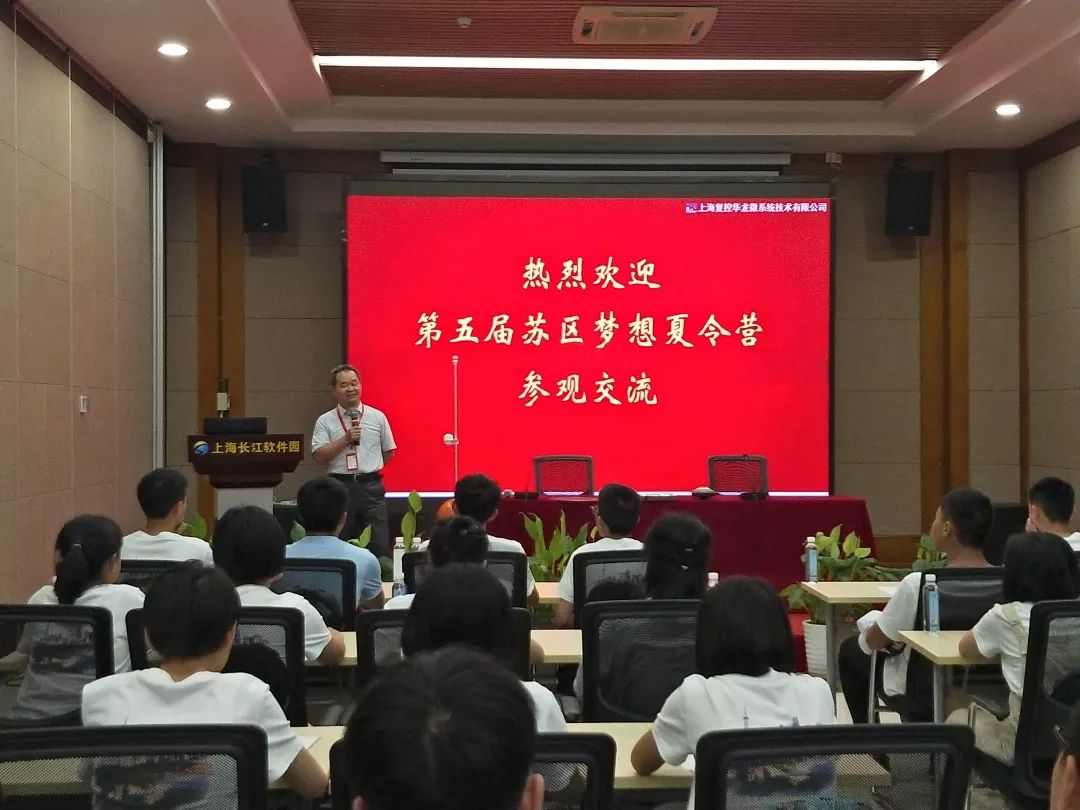 上海复控华龙微系统技术有限公司
热烈欢迎
第五届苏区梦想夏令营
参观交流
上海长江软件园